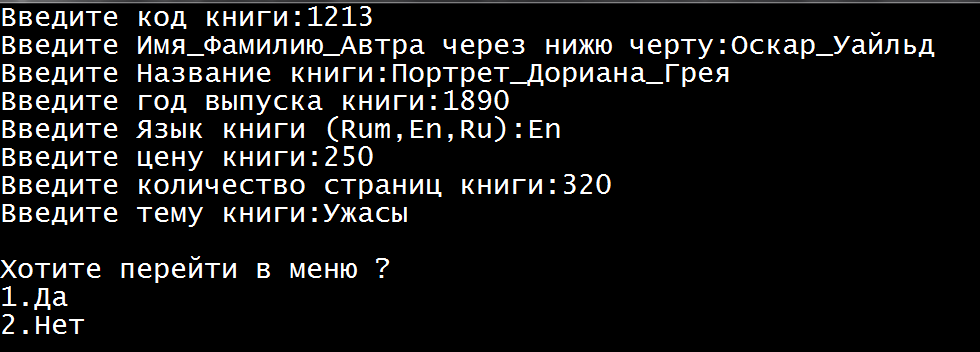 Введите код книги:1213
Введите Имя_Фамилию_Автра через нижю черту:Оскар_Уайльд
Введите Название книги:Портрет_Дориана_Грея
Введите год выпуска книги:1890
Введите Язык книги (Rum,En,Ru):En
Введите цену книги:250
Введите количество страниц книги:320
Введите тему книги:Ужасы
Хотите перейти в меню ?
1.Да
2.Нет